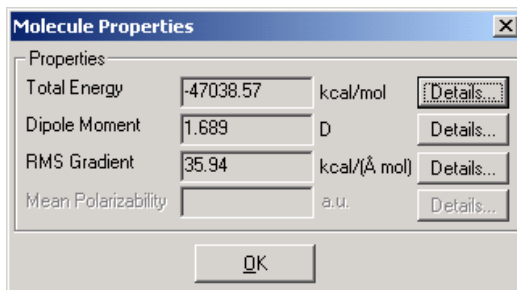 Molecule Properties
Properties
Total Energy -47038.57 kcal/mol Details...
Dipole Moment 1.689 D Details...
RMS Gradient 35.94 kcal/(Å mol) Details...
Mean Polarizability a.u. Details...
OK